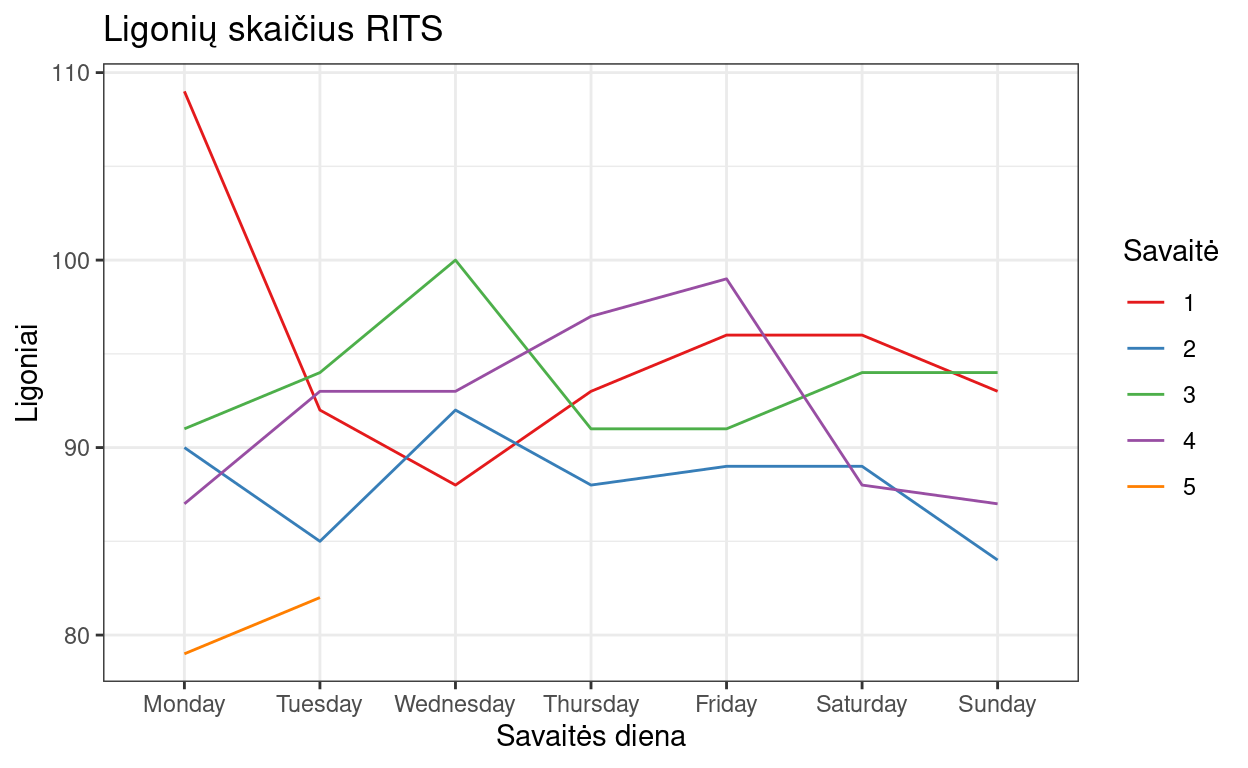 Ligonių skaičius RITS
110
100
90
80
Ligoniai
Monday Tuesday Wednesday Thursday Friday Saturday Sunday
Savaitės diena
Savaitė
1
2
3
4
5